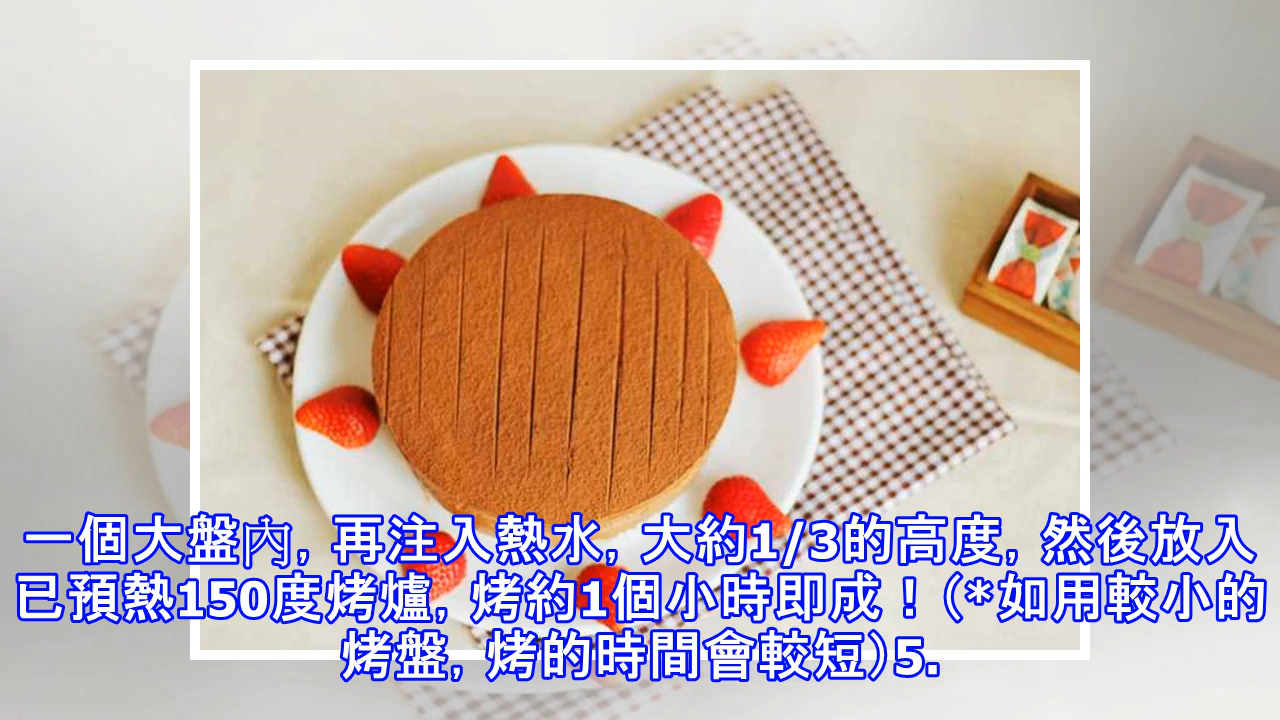 一個大盤內, 再注入熱水, 大約1/3的高度, 然後放入
已預熱150度烤爐, 烤約1個小時即成！(*如用較小的
烤盤, 烤的時間會較短)5.